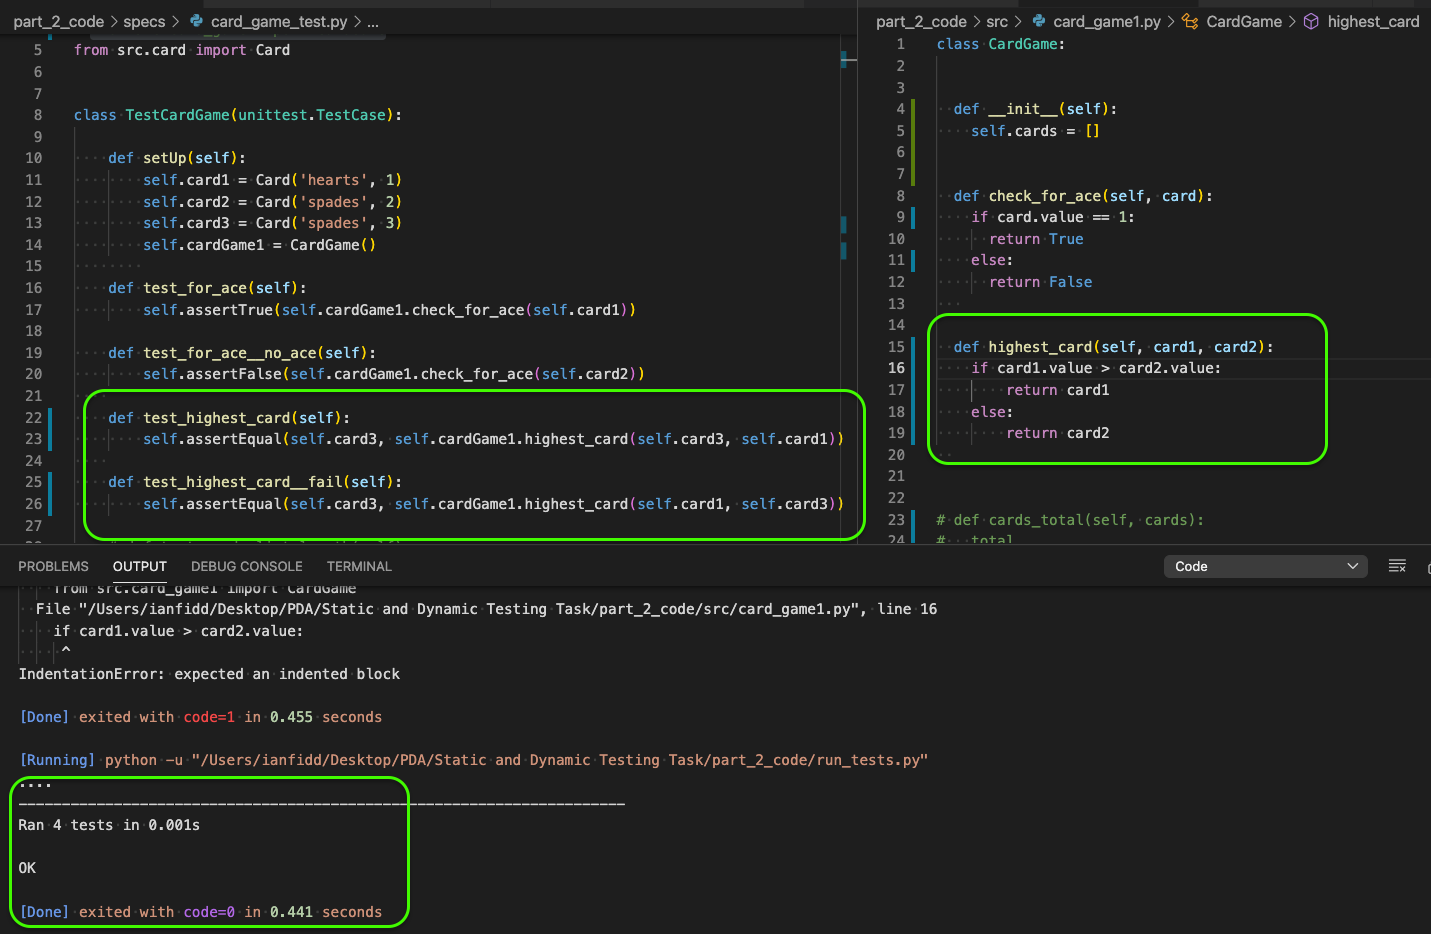 part_2_code > specs > card_game_test.py > ...
5 from src.card import Card
6
7
8 class TestCardGame(unittest.TestCase):
9
10 def setUp(self):
11 self.card1 = Card('hearts', 1)
12 self.card2 = Card('spades', 2)
13 self.card3 = Card('spades', 3)
14 self.cardGame1 = CardGame()
15
16 def test_for_ace(self):
17 self.assertTrue(self.cardGame1.check_for_ace(self.card1))
18
19 def test_for_ace__no_ace(self):
20 self.assertFalse(self.cardGame1.check_for_ace(self.card2))
21
22 def test_highest_card(self):
23 self.assertEqual(self.card3, self.cardGame1.highest_card(self.card3, self.card1))
24
25 def test_highest_card__fail(self):
26 self.assertEqual(self.card3, self.cardGame1.highest_card(self.card1, self.card3))
27
part_2_code > src > card_game1.py > CardGame > highest_card
1 class CardGame:
2
3
4 def __init__(self):
5 self.cards = []
6
7
8 def check_for_ace(self, card):
9 if card.value == 1:
10 return True
11 else:
12 return False
13
14
15 def highest_card(self, card1, card2):
16 if card1.value > card2.value:
17 return card1
18 else:
19 return card2
20
21
22
23 # def cards_total(self, cards):
24 # total
PROBLEMS OUTPUT DEBUG CONSOLE TERMINAL Code
from src.card_game1 import CardGame
File "/Users/ianfidd/Desktop/PDA/Static and Dynamic Testing Task/part_2_code/src/card_game1.py", line 16
if card1.value > card2.value:
^
IndentationError: expected an indented block
[Done] exited with code=1 in 0.455 seconds
[Running] python -u "/Users/ianfidd/Desktop/PDA/Static and Dynamic Testing Task/part_2_code/run_tests.py"
....
----------------------------------------------------------------------
Ran 4 tests in 0.001s
OK
[Done] exited with code=0 in 0.441 seconds